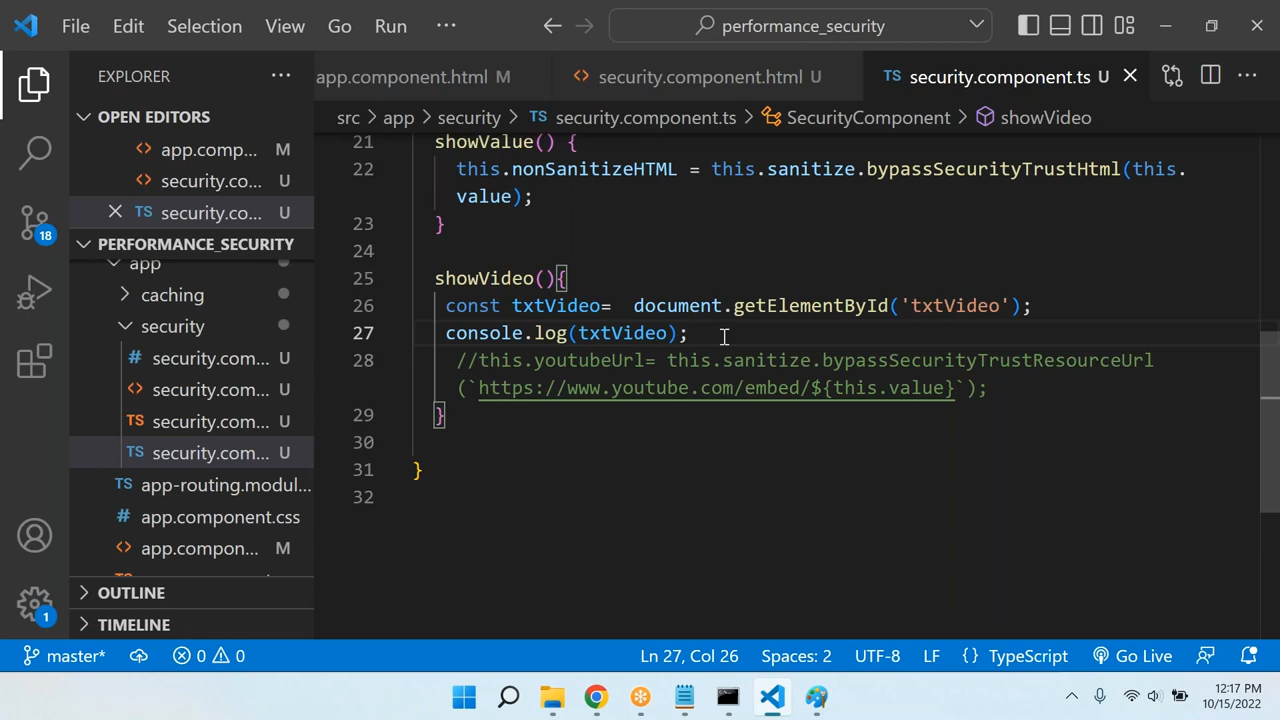 File Edit Selection View Go Run ··· performance_security
EXPLORER ···
app.component.html M security.component.html U TS security.component.ts U ···
OPEN EDITORS
src > app > security > TS security.component.ts > SecurityComponent > showVideo
app.comp... M
security.co... U
TS security.co... U
PERFORMANCE_SECURITY
app
caching
security
# security.com... U
security.com... U
TS security.com... U
TS security.com... U
TS app-routing.modul...
# app.component.css
app.compon... M
OUTLINE
TIMELINE
21 showValue() {
22 this.nonSanitizeHTML = this.sanitize.bypassSecurityTrustHtml(this.
value);
23 }
24
25 showVideo(){
26 const txtVideo= document.getElementById('txtVideo');
27 console.log(txtVideo);
28 //this.youtubeUrl= this.sanitize.bypassSecurityTrustResourceUrl
(`https://www.youtube.com/embed/${this.value}`);
29 }
30
31 }
32
18
1
master* 0 0 Ln 27, Col 26 Spaces: 2 UTF-8 LF {} TypeScript Go Live
12:17 PM
10/15/2022